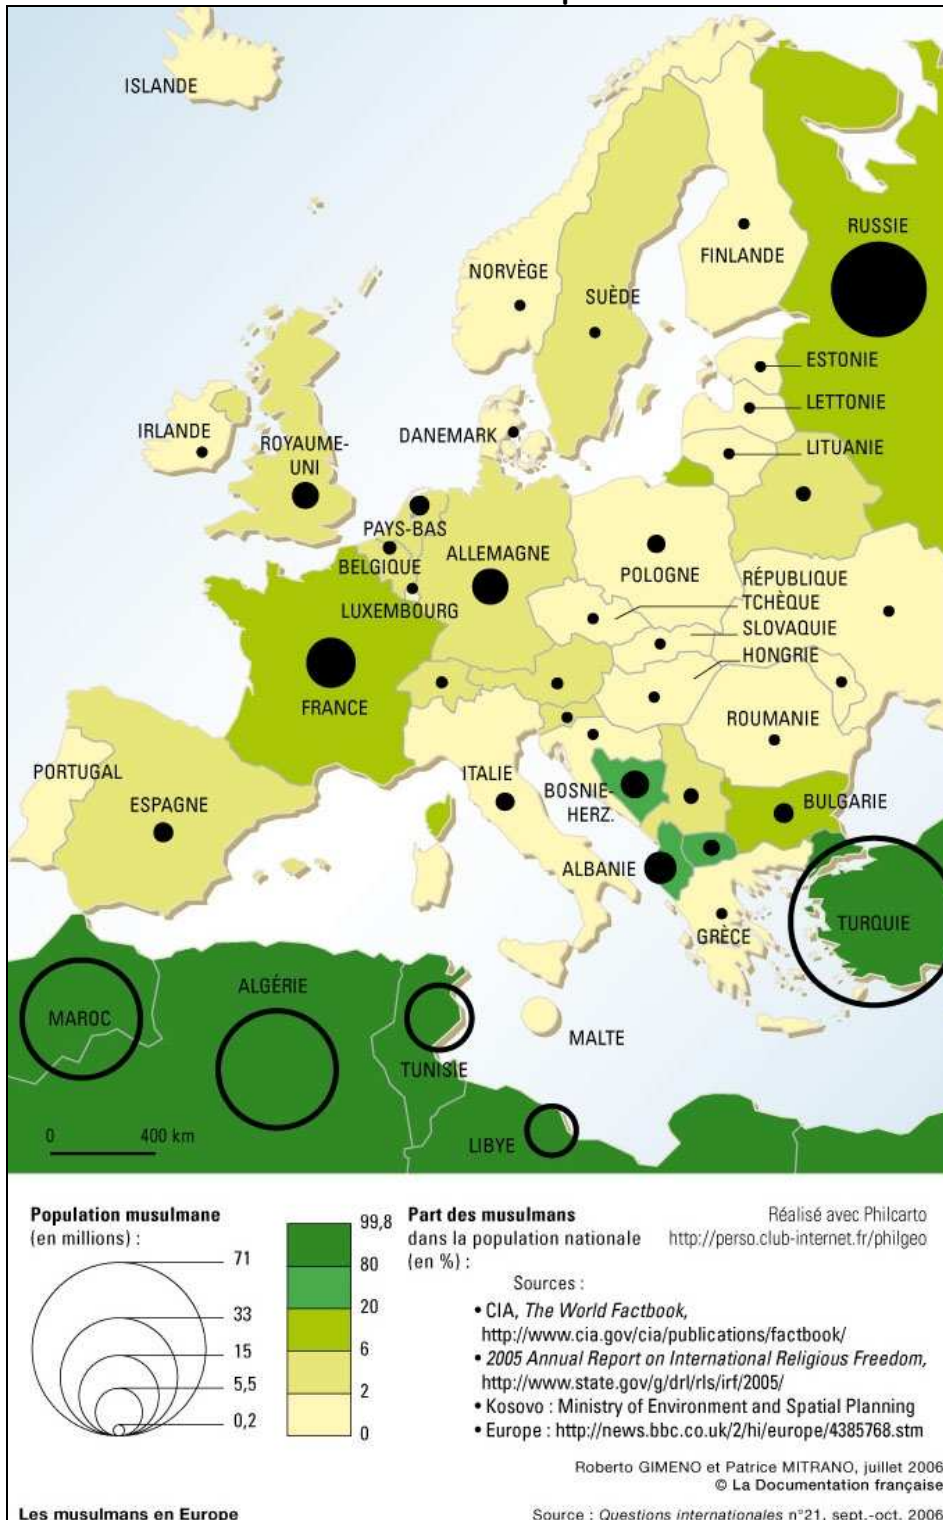 ISLANDE
RUSSIE
FINLANDE
NORVÈGE
SUÈDE
ESTONIE
LETTONIE
IRLANDE
ROYAUME-
UNI
DANEMARK
LITUANIE
PAYS-BAS
BELGIQUE
ALLEMAGNE
LUXEMBOURG
POLOGNE
RÉPUBLIQUE
TCHÈQUE
SLOVAQUIE
HONGRIE
FRANCE
ROUMANIE
PORTUGAL
ESPAGNE
ITALIE
BOSNIE-
HERZ.
BULGARIE
ALBANIE
GRÈCE
TURQUIE
MAROC
ALGÉRIE
TUNISIE
MALTE
LIBYE
0 400 km
Population musulmane
(en millions) :
71
33
15
5,5
0,2
99,8
80
20
6
2
0
Part des musulmans
dans la population nationale
(en %) :
Réalisé avec Philcarto
http://perso.club-internet.fr/philgeo
Sources :
• CIA, The World Factbook,
http://www.cia.gov/cia/publications/factbook/
• 2005 Annual Report on International Religious Freedom,
http://www.state.gov/g/drl/rls/irf/2005/
• Kosovo : Ministry of Environment and Spatial Planning
• Europe : http://news.bbc.co.uk/2/hi/europe/4385768.stm
Roberto GIMENO et Patrice MITRANO, juillet 2006
© La Documentation française
Les musulmans en Europe
Source : Questions internationales n°21, sept.-oct. 2006